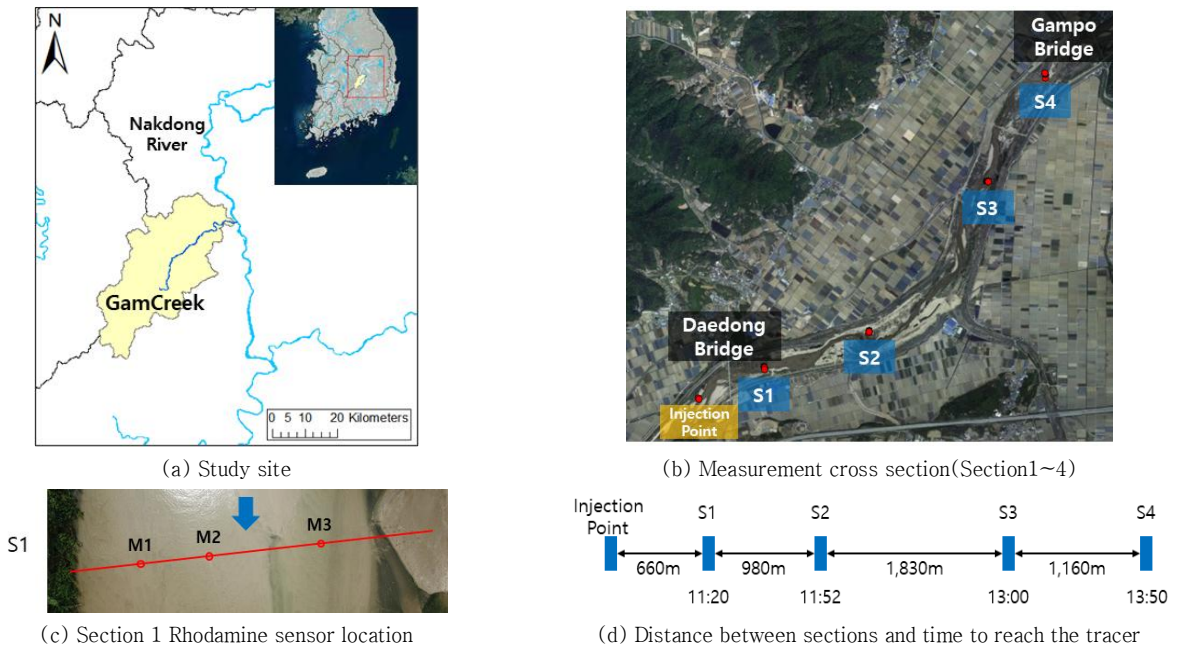 N
Nakdong
River
GamCreek
0 5 10 20 Kilometers
(a) Study site
Gampo
Bridge
S4
S3
Daedong
Bridge
S2
S1
Injection
Point
(b) Measurement cross section(Section1~4)
S1
M1 M2 M3
(c) Section 1 Rhodamine sensor location
Injection
Point
S1 S2 S3 S4
660m 980m 1,830m 1,160m
11:20 11:52 13:00 13:50
(d) Distance between sections and time to reach the tracer